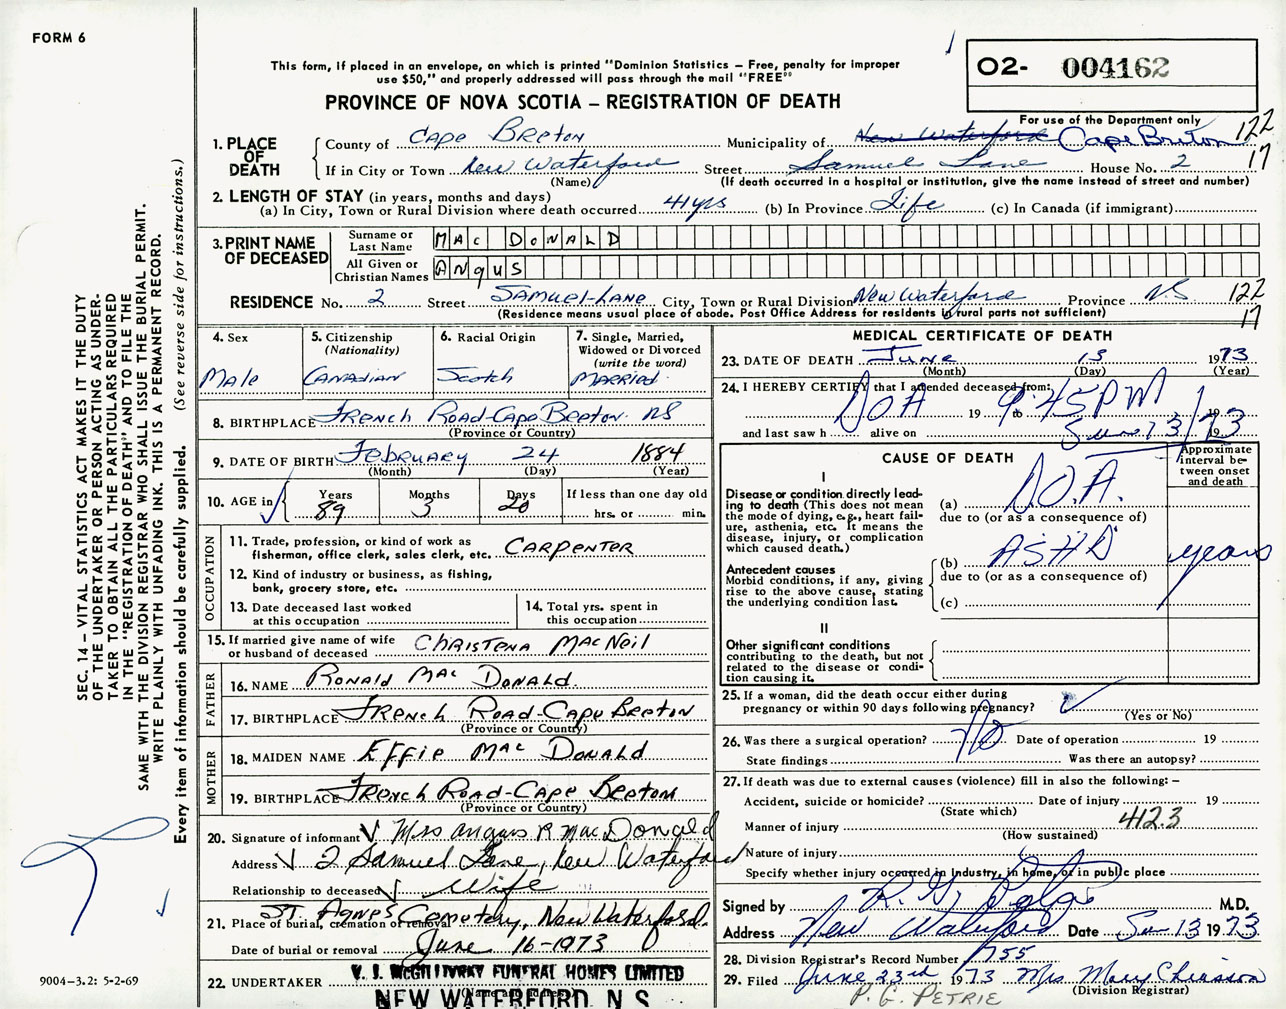 FORM 6
This form, if placed in an envelope, on which is printed "Dominion Statistics – Free, penalty for improper
use $50," and properly addressed will pass through the mail "FREE"
O2- 004162
PROVINCE OF NOVA SCOTIA – REGISTRATION OF DEATH
For use of the Department only
1. PLACE OF DEATH
County of Cape Breton Municipality of New Waterford Cape Breton 122
If in City or Town New Waterford Street Samuel Lane House No. 2 17
(Name) (If death occurred in a hospital or institution, give the name instead of street and number)
2. LENGTH OF STAY (in years, months and days)
(a) In City, Town or Rural Division where death occurred 41 yrs (b) In Province Life (c) In Canada (if immigrant)
3. PRINT NAME OF DECEASED
Surname or Last Name MAC DONALD
All Given or Christian Names ANGUS
RESIDENCE No. 2 Street SAMUEL-LANE City, Town or Rural Division New Waterford Province N.S 122
(Residence means usual place of abode. Post Office Address for residents in rural parts not sufficient) 17
4. Sex Male
5. Citizenship (Nationality) CANADIAN
6. Racial Origin Scotch
7. Single, Married, Widowed or Divorced (write the word) MARRIED
8. BIRTHPLACE French Road-Cape Breton NS
(Province or Country)
9. DATE OF BIRTH February 24 1884
(Month) (Day) (Year)
10. AGE in Years 89 Months 3 Days 20 If less than one day old hrs. or min.
OCCUPATION
11. Trade, profession, or kind of work as fisherman, office clerk, sales clerk, etc. CARPENTER
12. Kind of industry or business, as fishing, bank, grocery store, etc.
13. Date deceased last worked at this occupation
14. Total yrs. spent in this occupation
15. If married give name of wife or husband of deceased Christena MacNeil
FATHER
16. NAME Ronald Mac Donald
17. BIRTHPLACE French Road-Cape Breton
(Province or Country)
MOTHER
18. MAIDEN NAME Effie Mac Donald
19. BIRTHPLACE French Road-Cape Breton
(Province or Country)
20. Signature of informant Mrs Angus R. MacDonald
Address 2 Samuel Lane, New Waterford
Relationship to deceased Wife
21. Place of burial, cremation or removal St. Agnes Cemetery, New Waterford.
Date of burial or removal June 16-1973
22. UNDERTAKER V. J. McGILLIVRAY FUNERAL HOMES LIMITED
(Name and address)
NEW WATERFORD N S
MEDICAL CERTIFICATE OF DEATH
23. DATE OF DEATH June 13 1973
(Month) (Day) (Year)
24. I HEREBY CERTIFY that I attended deceased from:
DOA 19 to 9:45 PM 19
and last saw h alive on June 13/73 19
CAUSE OF DEATH
Approximate interval between onset and death
I
Disease or condition directly leading to death (This does not mean the mode of dying, e.g., heart failure, asthenia, etc. It means the disease, injury, or complication which caused death.)
(a) D.O.A.
due to (or as a consequence of)
Antecedent causes
Morbid conditions, if any, giving rise to the above cause, stating the underlying condition last.
(b) ASHD years
due to (or as a consequence of)
(c)
II
Other significant conditions
contributing to the death, but not related to the disease or condition causing it.
25. If a woman, did the death occur either during pregnancy or within 90 days following pregnancy?
(Yes or No)
26. Was there a surgical operation? No Date of operation 19
State findings Was there an autopsy?
27. If death was due to external causes (violence) fill in also the following: –
Accident, suicide or homicide? Date of injury 19
(State which)
Manner of injury 4123
(How sustained)
Nature of injury
Specify whether injury occurred in industry, in home, or in public place
Signed by M.D.
Address New Waterford Date Jun 13 1973
28. Division Registrar's Record Number 1755
29. Filed June 23rd 1973 Mrs Mary Chiasson
(Division Registrar)
P. G. PETRIE
SEC. 14 – VITAL STATISTICS ACT MAKES IT THE DUTY
OF THE UNDERTAKER OR PERSON ACTING AS UNDER-
TAKER TO OBTAIN ALL THE PARTICULARS REQUIRED
IN THE "REGISTRATION OF DEATH" AND TO FILE THE
SAME WITH THE DIVISION REGISTRAR WHO SHALL ISSUE THE BURIAL PERMIT.
WRITE PLAINLY WITH UNFADING INK. THIS IS A PERMANENT RECORD.
Every item of information should be carefully supplied. (See reverse side for instructions.)
9004-3.2: 5-2-69